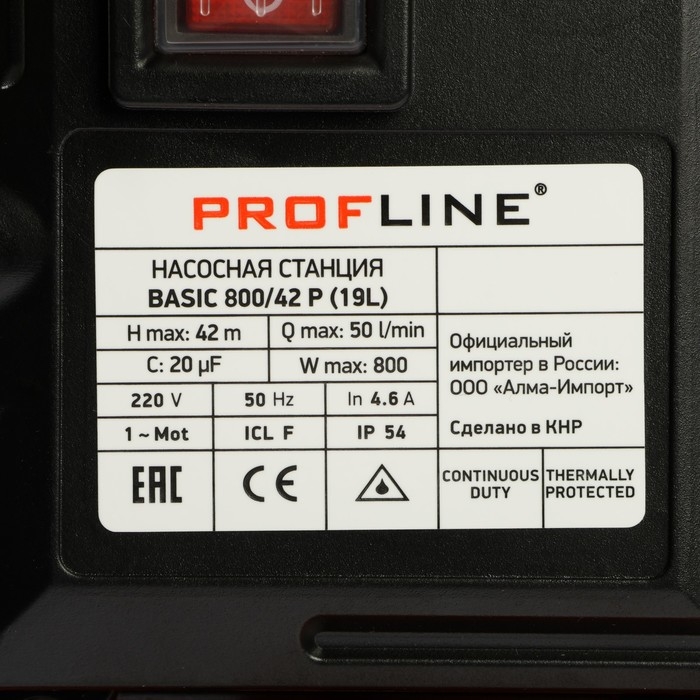 PROFLINE®
НАСОСНАЯ СТАНЦИЯ
BASIC 800/42 P (19L)
H max: 42 m
Q max: 50 l/min
C: 20 µF
W max: 800
220 V
50 Hz
In 4.6 A
1 ~ Mot
ICL F
IP 54
Официальный
импортер в России:
ООО «Алма-Импорт»
Сделано в КНР
EAC
CE
CONTINUOUS
DUTY
THERMALLY
PROTECTED